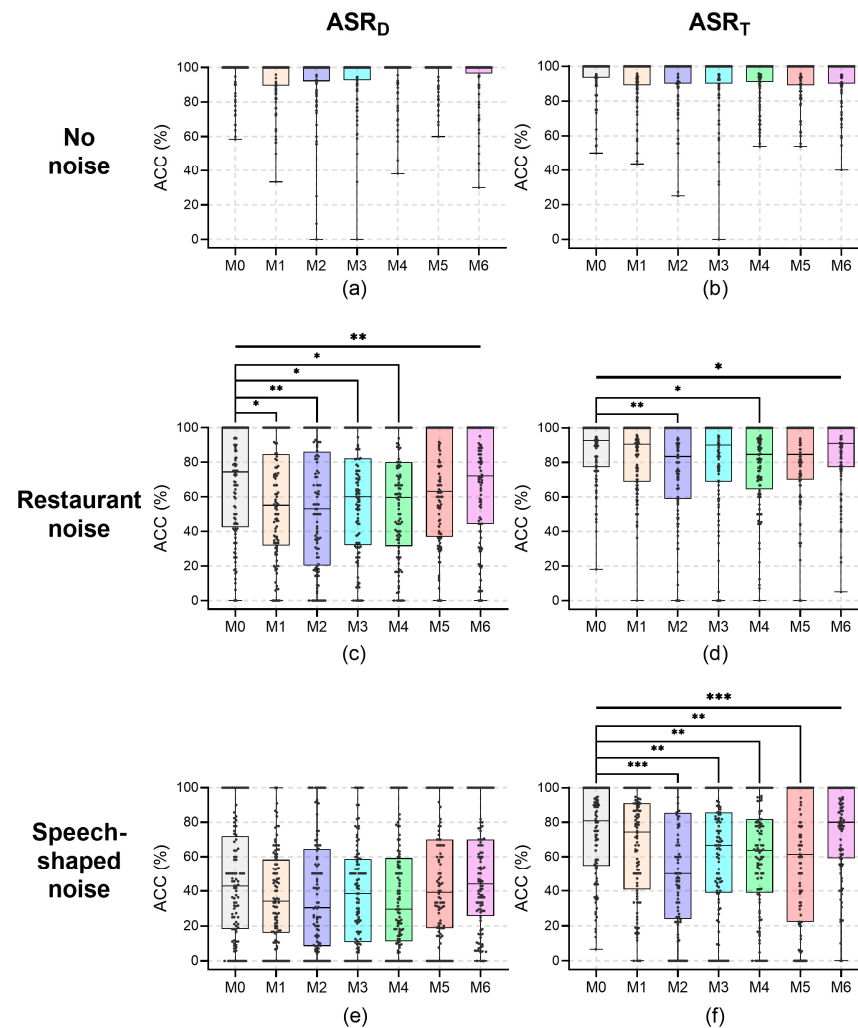 ASR_D ASR_T
No
noise
ACC (%)
100
80
60
40
20
0
M0 M1 M2 M3 M4 M5 M6
(a)
ACC (%)
100
80
60
40
20
0
M0 M1 M2 M3 M4 M5 M6
(b)
Restaurant
noise
**
*
*
**
*
ACC (%)
100
80
60
40
20
0
M0 M1 M2 M3 M4 M5 M6
(c)
*
*
**
ACC (%)
100
80
60
40
20
0
M0 M1 M2 M3 M4 M5 M6
(d)
Speech-
shaped
noise
ACC (%)
100
80
60
40
20
0
M0 M1 M2 M3 M4 M5 M6
(e)
***
**
**
**
***
ACC (%)
100
80
60
40
20
0
M0 M1 M2 M3 M4 M5 M6
(f)